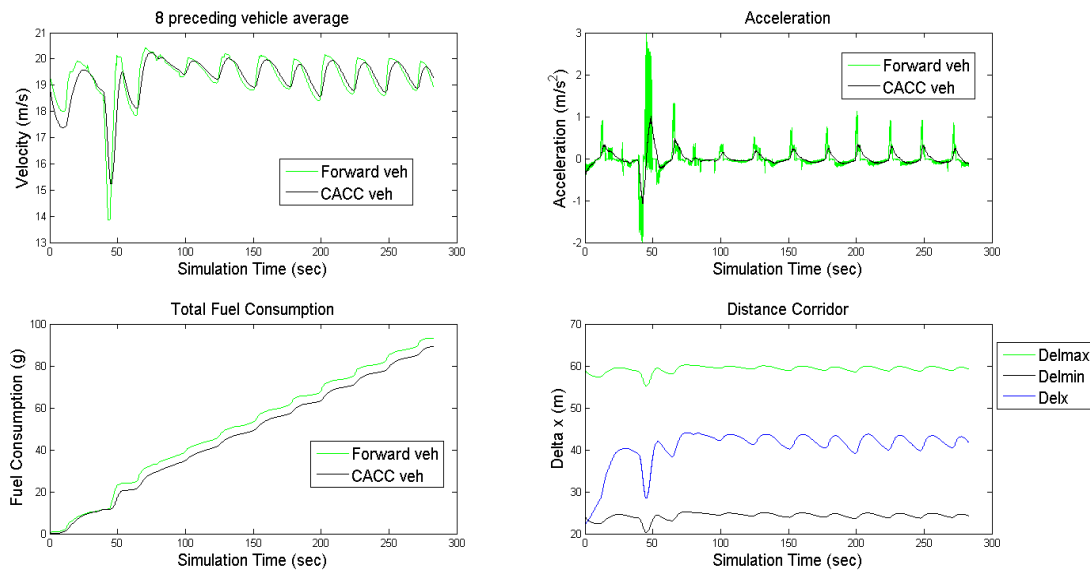 8 preceding vehicle average
21
20
19
18
17
16
15
14
13
Velocity (m/s)
Forward veh
CACC veh
0 50 100 150 200 250 300
Simulation Time (sec)
Acceleration
3
2
1
0
-1
-2
Acceleration (m/s2)
Forward veh
CACC veh
0 50 100 150 200 250 300
Simulation Time (sec)
Total Fuel Consumption
100
80
60
40
20
0
Fuel Consumption (g)
Forward veh
CACC veh
0 50 100 150 200 250 300
Simulation Time (sec)
Distance Corridor
70
60
50
40
30
20
Delta x (m)
Delmax
Delmin
Delx
0 50 100 150 200 250 300
Simulation Time (sec)